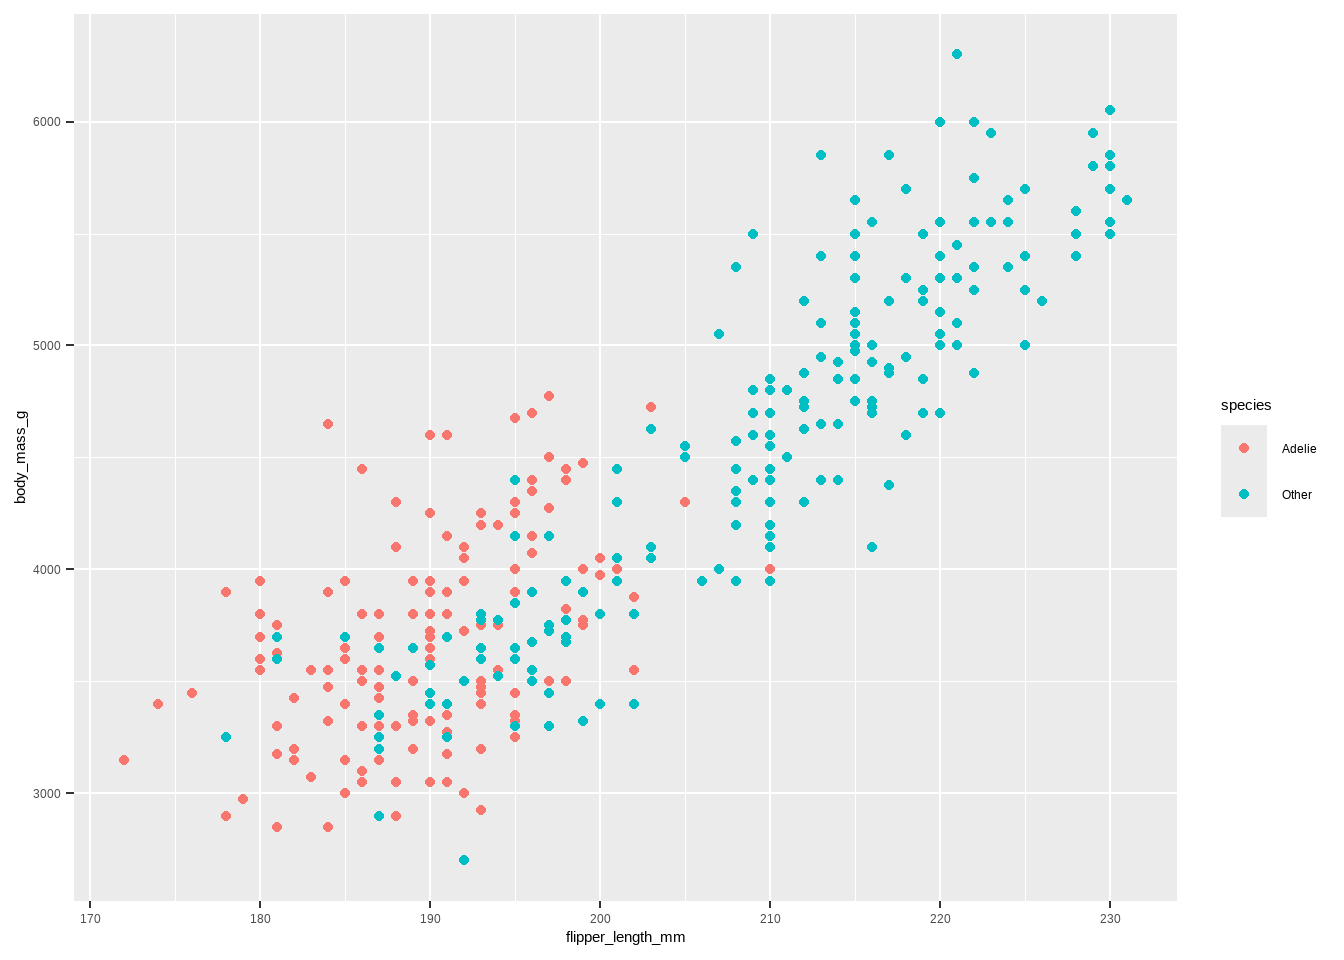 6000
5000
4000
3000
body_mass_g
170 180 190 200 210 220 230
flipper_length_mm
species
Adelie
Other